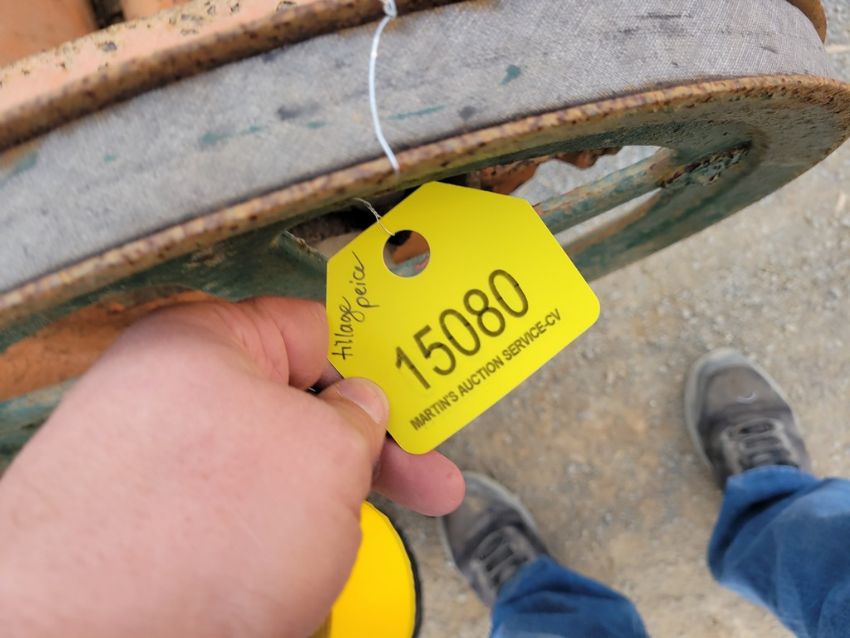 tillage
peice
15080
MARTIN'S AUCTION SERVICE-CV